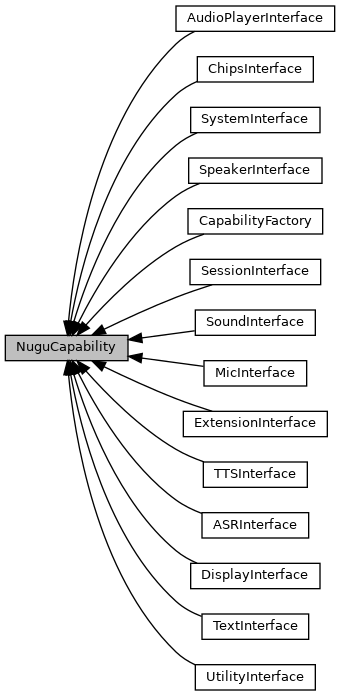 AudioPlayerInterface
ChipsInterface
SystemInterface
SpeakerInterface
CapabilityFactory
SessionInterface
SoundInterface
NuguCapability
MicInterface
ExtensionInterface
TTSInterface
ASRInterface
DisplayInterface
TextInterface
UtilityInterface